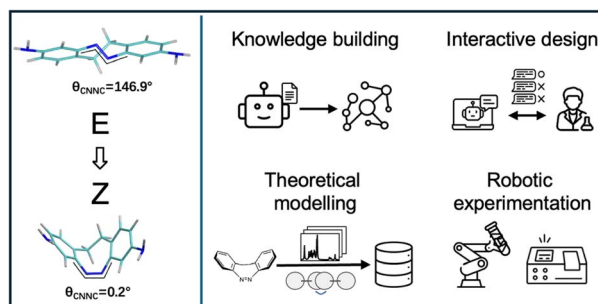 θCNNC=146.9°
E
Z
θCNNC=0.2°
Knowledge building
Interactive design
Theoretical
modelling
N=N
Robotic
experimentation